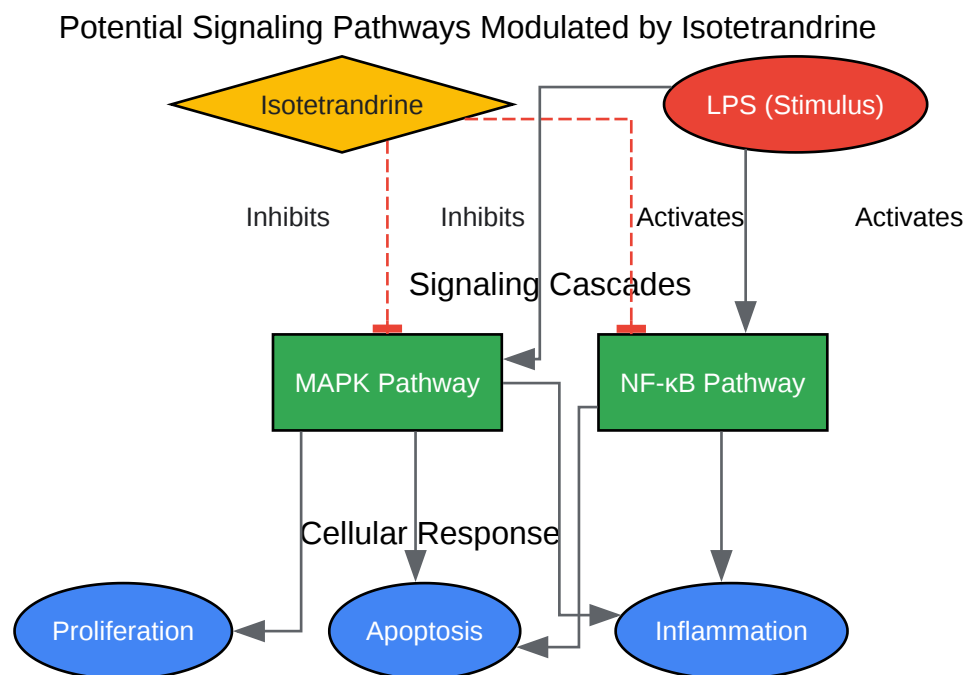 Potential Signaling Pathways Modulated by Isotetrandrine
Isotetrandrine
LPS (Stimulus)
Inhibits
Inhibits
Activates
Activates
Signaling Cascades
MAPK Pathway
NF-κB Pathway
Cellular Response
Proliferation
Apoptosis
Inflammation